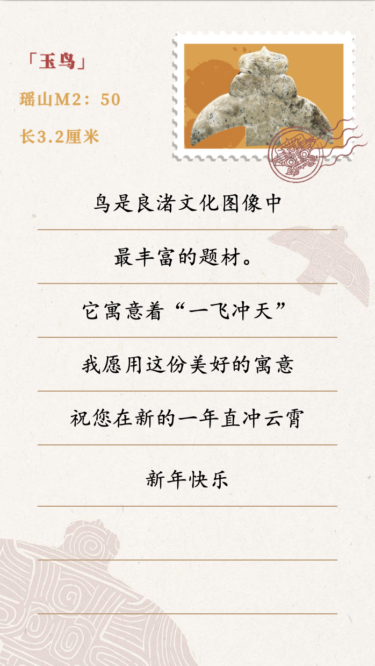 「玉鸟」
瑶山M2：50
长3.2厘米
鸟是良渚文化图像中
最丰富的题材。
它寓意着“一飞冲天”
我愿用这份美好的寓意
祝您在新的一年直冲云霄
新年快乐